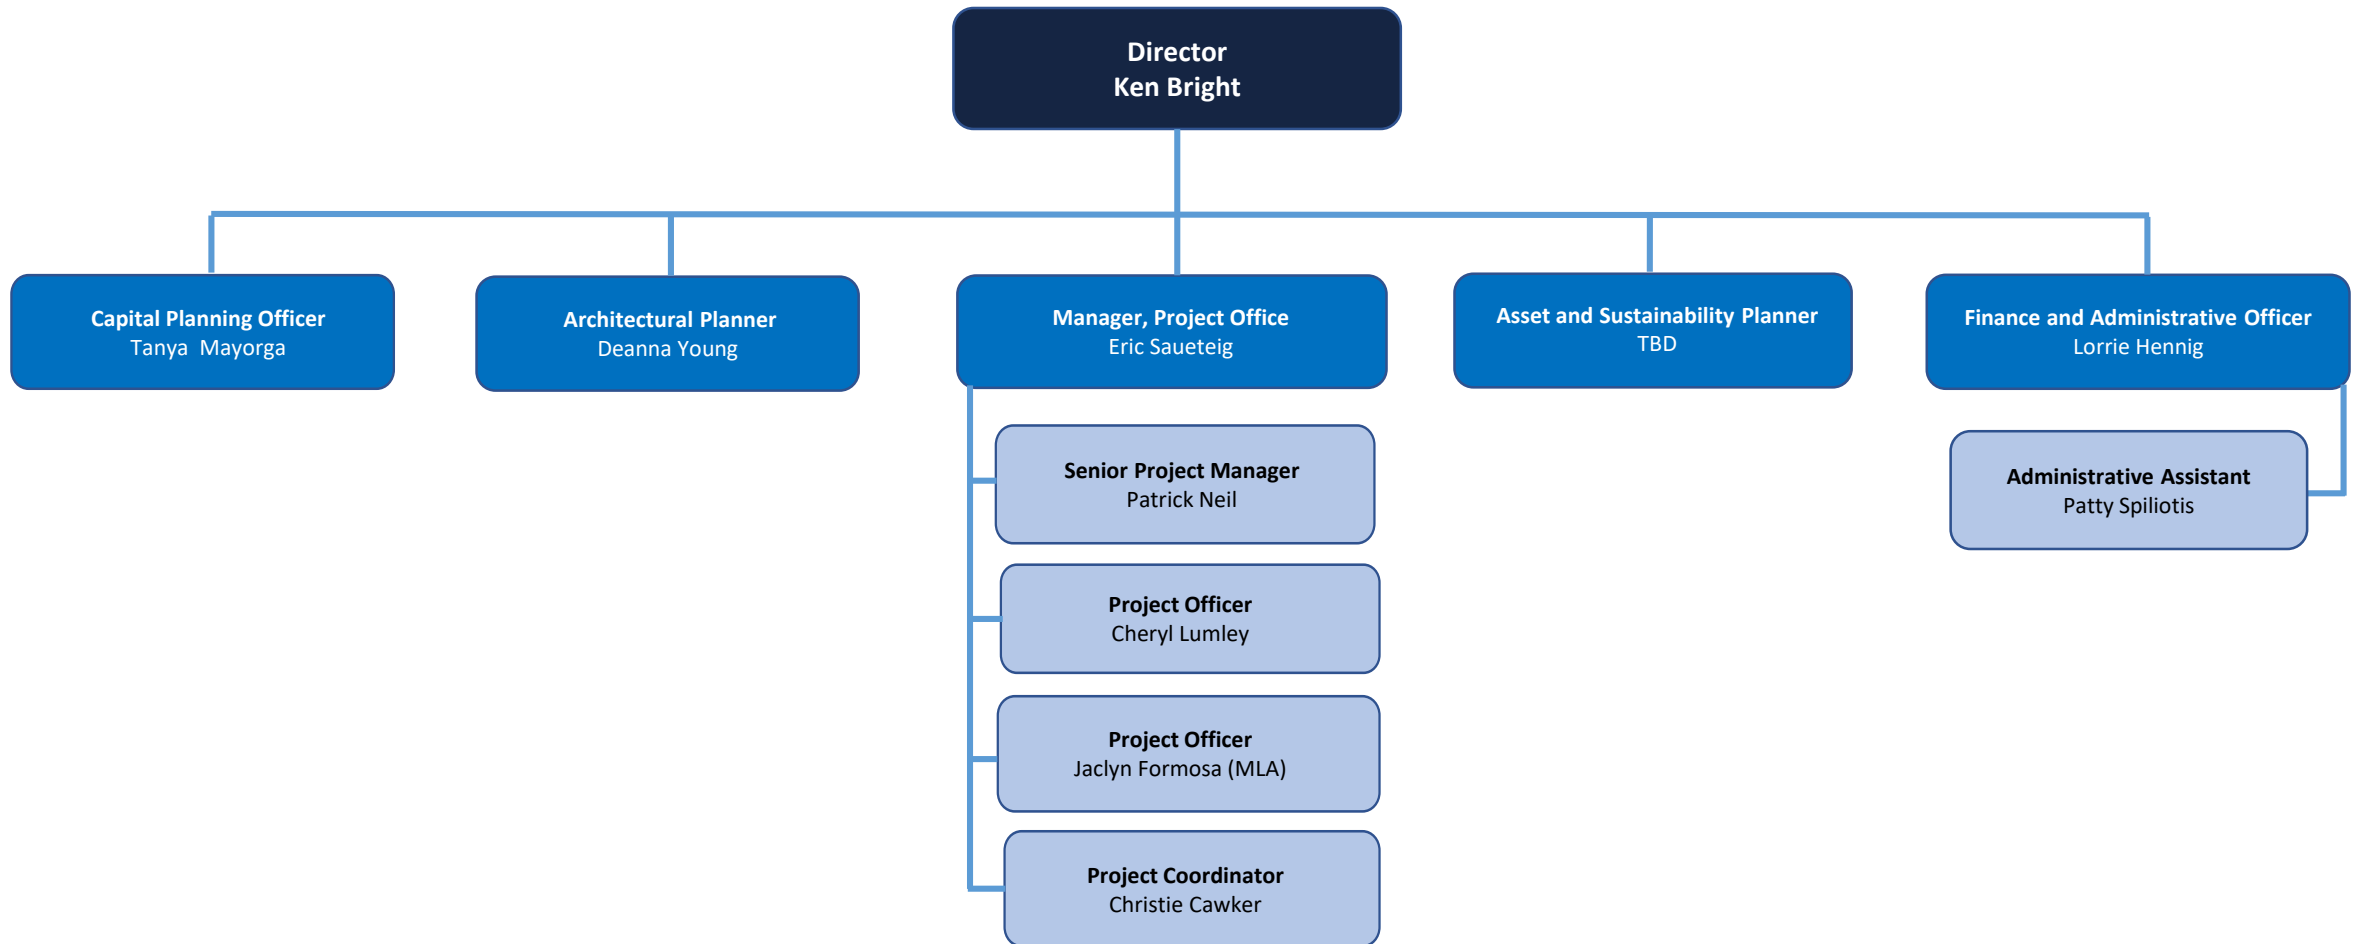 Director
Ken Bright
Capital Planning Officer
Tanya  Mayorga
Architectural Planner
Deanna Young
Manager, Project Office
Eric Saueteig
Asset and Sustainability Planner
TBD
Finance and Administrative Officer
Lorrie Hennig
Senior Project Manager
Patrick Neil
Project Officer
Cheryl Lumley
Project Officer
Jaclyn Formosa (MLA)
Project Coordinator
Christie Cawker
Administrative Assistant
Patty Spiliotis